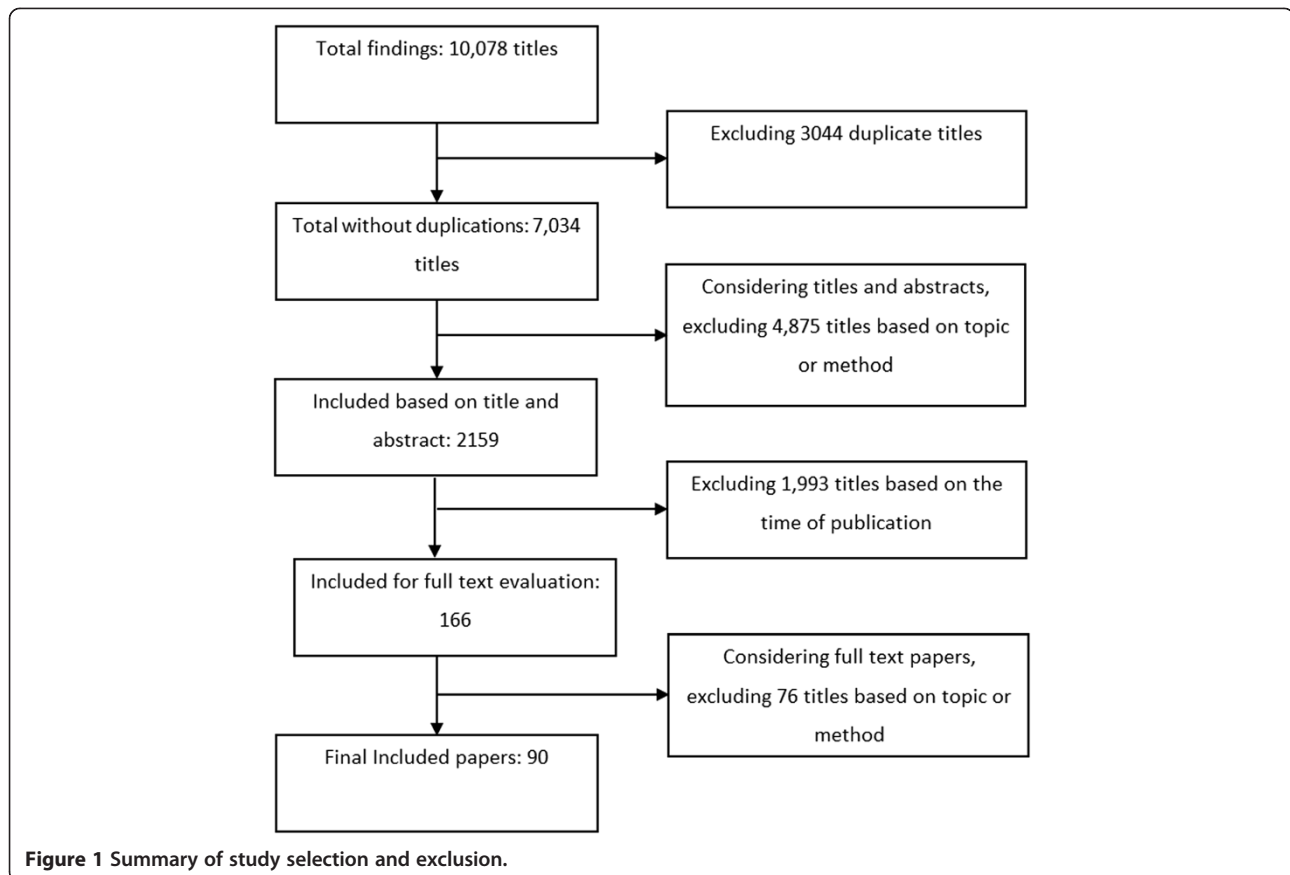 Total findings: 10,078 titles
Excluding 3044 duplicate titles
Total without duplications: 7,034
titles
Considering titles and abstracts,
excluding 4,875 titles based on topic
or method
Included based on title and
abstract: 2159
Excluding 1,993 titles based on the
time of publication
Included for full text evaluation:
166
Considering full text papers,
excluding 76 titles based on topic or
method
Final Included papers: 90
Figure 1 Summary of study selection and exclusion.